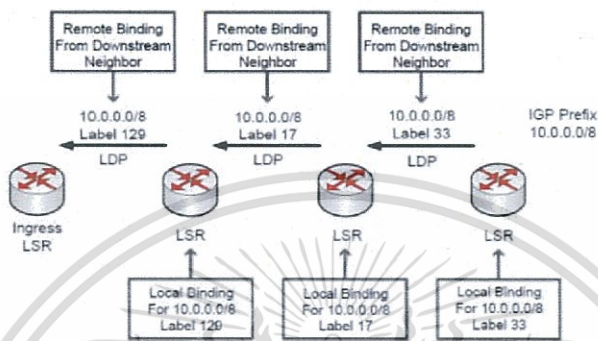 Remote Binding
From Downstream
Neighbor
Remote Binding
From Downstream
Neighbor
Remote Binding
From Downstream
Neighbor
10.0.0.0/8
Label 129
LDP
10.0.0.0/8
Label 17
LDP
10.0.0.0/8
Label 33
LDP
IGP Prefix
10.0.0.0/8
Ingress
LSR
LSR
LSR
LSR
Local Binding
For 10.0.0.0/8
Label 129
Local Binding
For 10.0.0.0/8
Label 17
Local Binding
For 10.0.0.0/8
Label 33